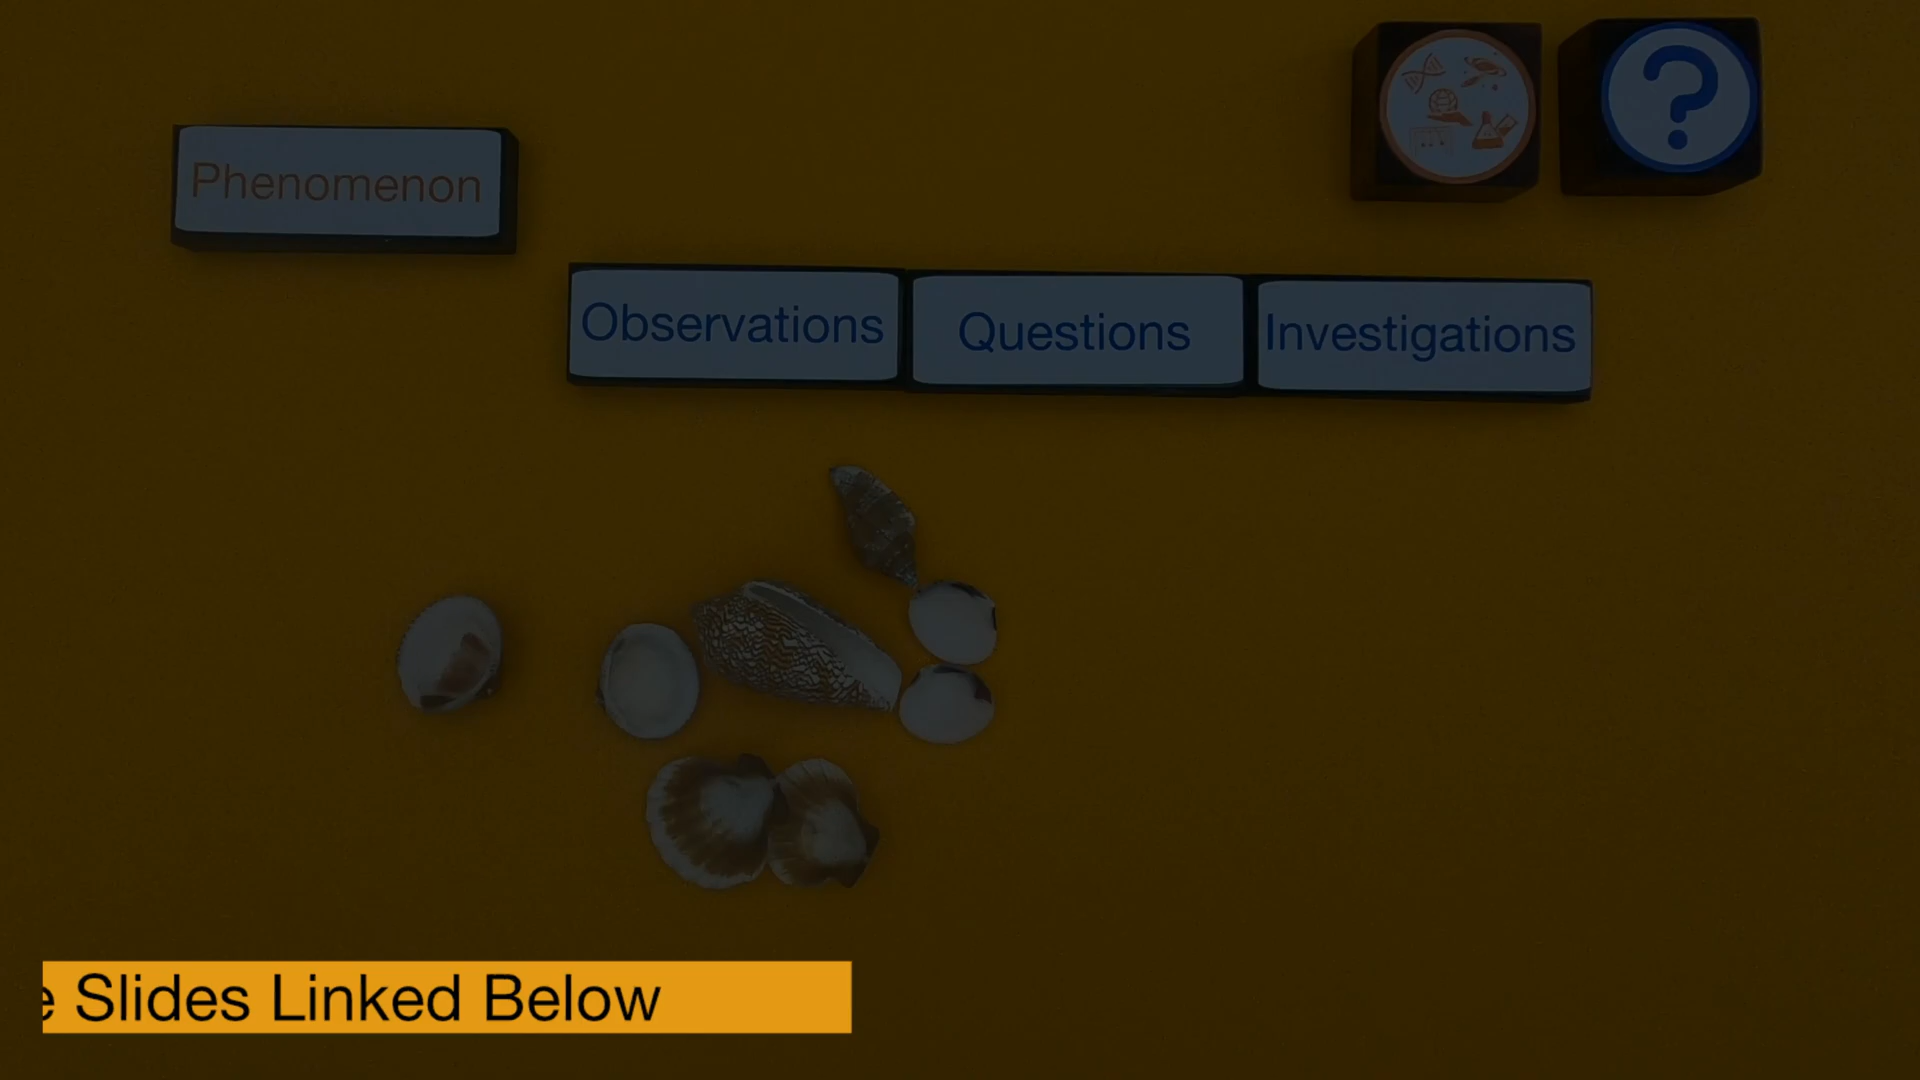 Phenomenon
Observations
Questions
Investigations
Slides Linked Below